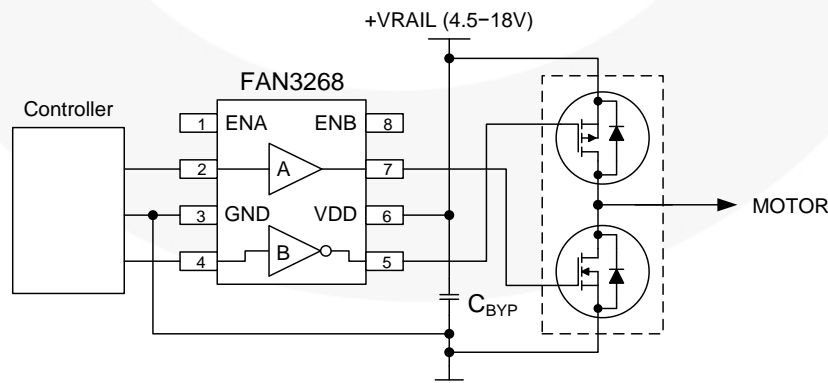 +VRAIL (4.5−18V)
FAN3268
Controller
1 ENA ENB 8
2 A 7
3 GND VDD 6
4 B 5
MOTOR
CBYP